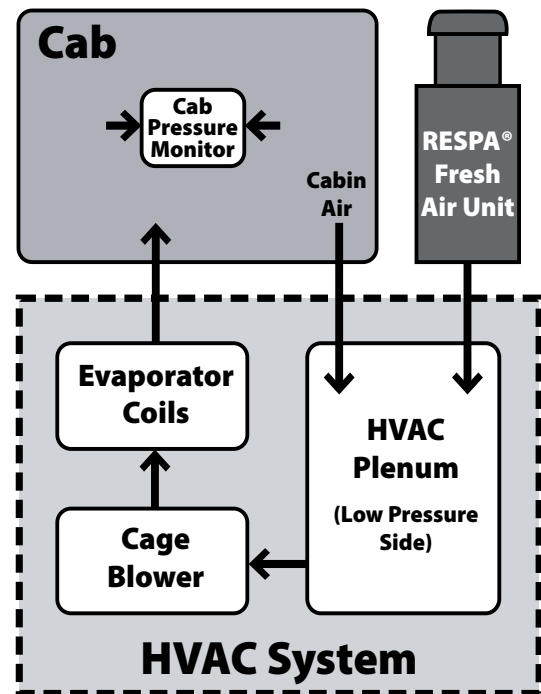 Cab
Cab
Pressure
Monitor
Cabin
Air
RESPA®
Fresh
Air Unit
Evaporator
Coils
HVAC
Plenum
(Low Pressure
Side)
Cage
Blower
HVAC System